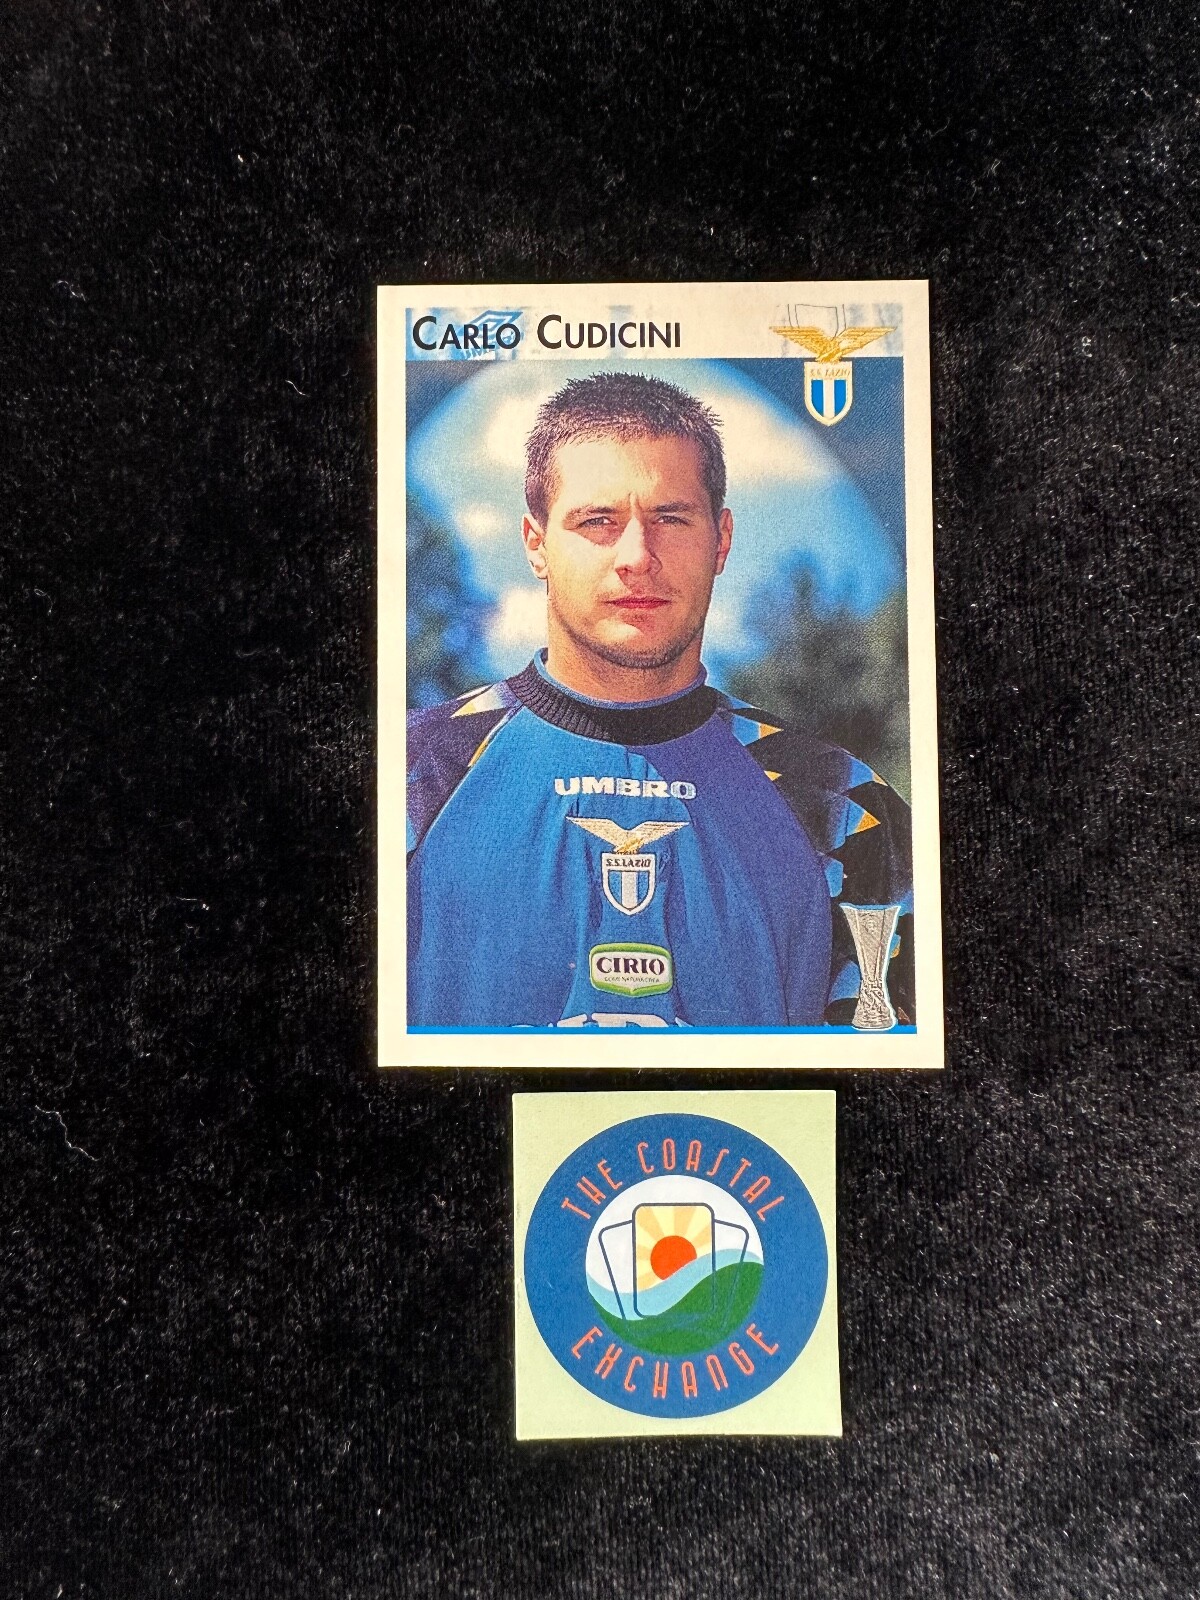 CARLO CUDICINI
S.S. LAZIO
UMBRO
S.S.LAZIO
CIRIO
THE COASTAL
EXCHANGE